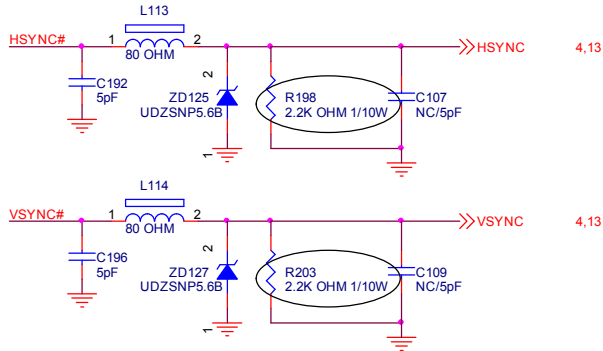 L113
HSYNC#
1
2
80 OHM
HSYNC
4,13
C192
5pF
2
ZD125
UDZSNP5.6B
1
R198
2.2K OHM 1/10W
C107
NC/5pF
L114
VSYNC#
1
2
80 OHM
VSYNC
4,13
C196
5pF
2
ZD127
UDZSNP5.6B
1
R203
2.2K OHM 1/10W
C109
NC/5pF